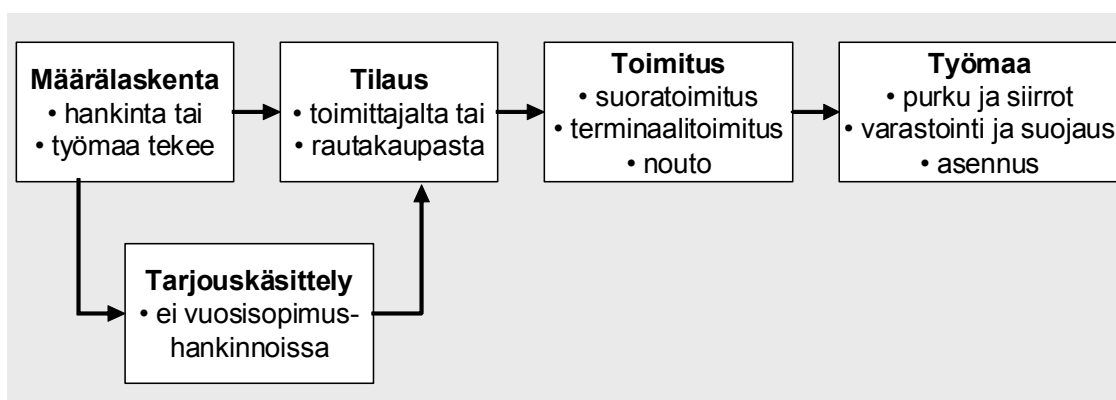 Määrälaskenta
• hankinta tai
• työmaa tekee
Tilaus
• toimittajalta tai
• rautakaupasta
Toimitus
• suoratoimitus
• terminaalitoimitus
• nouto
Työmaa
• purku ja siirrot
• varastointi ja suojaus
• asennus
Tarjouskäsittely
• ei vuosisopimus-
hankinnoissa